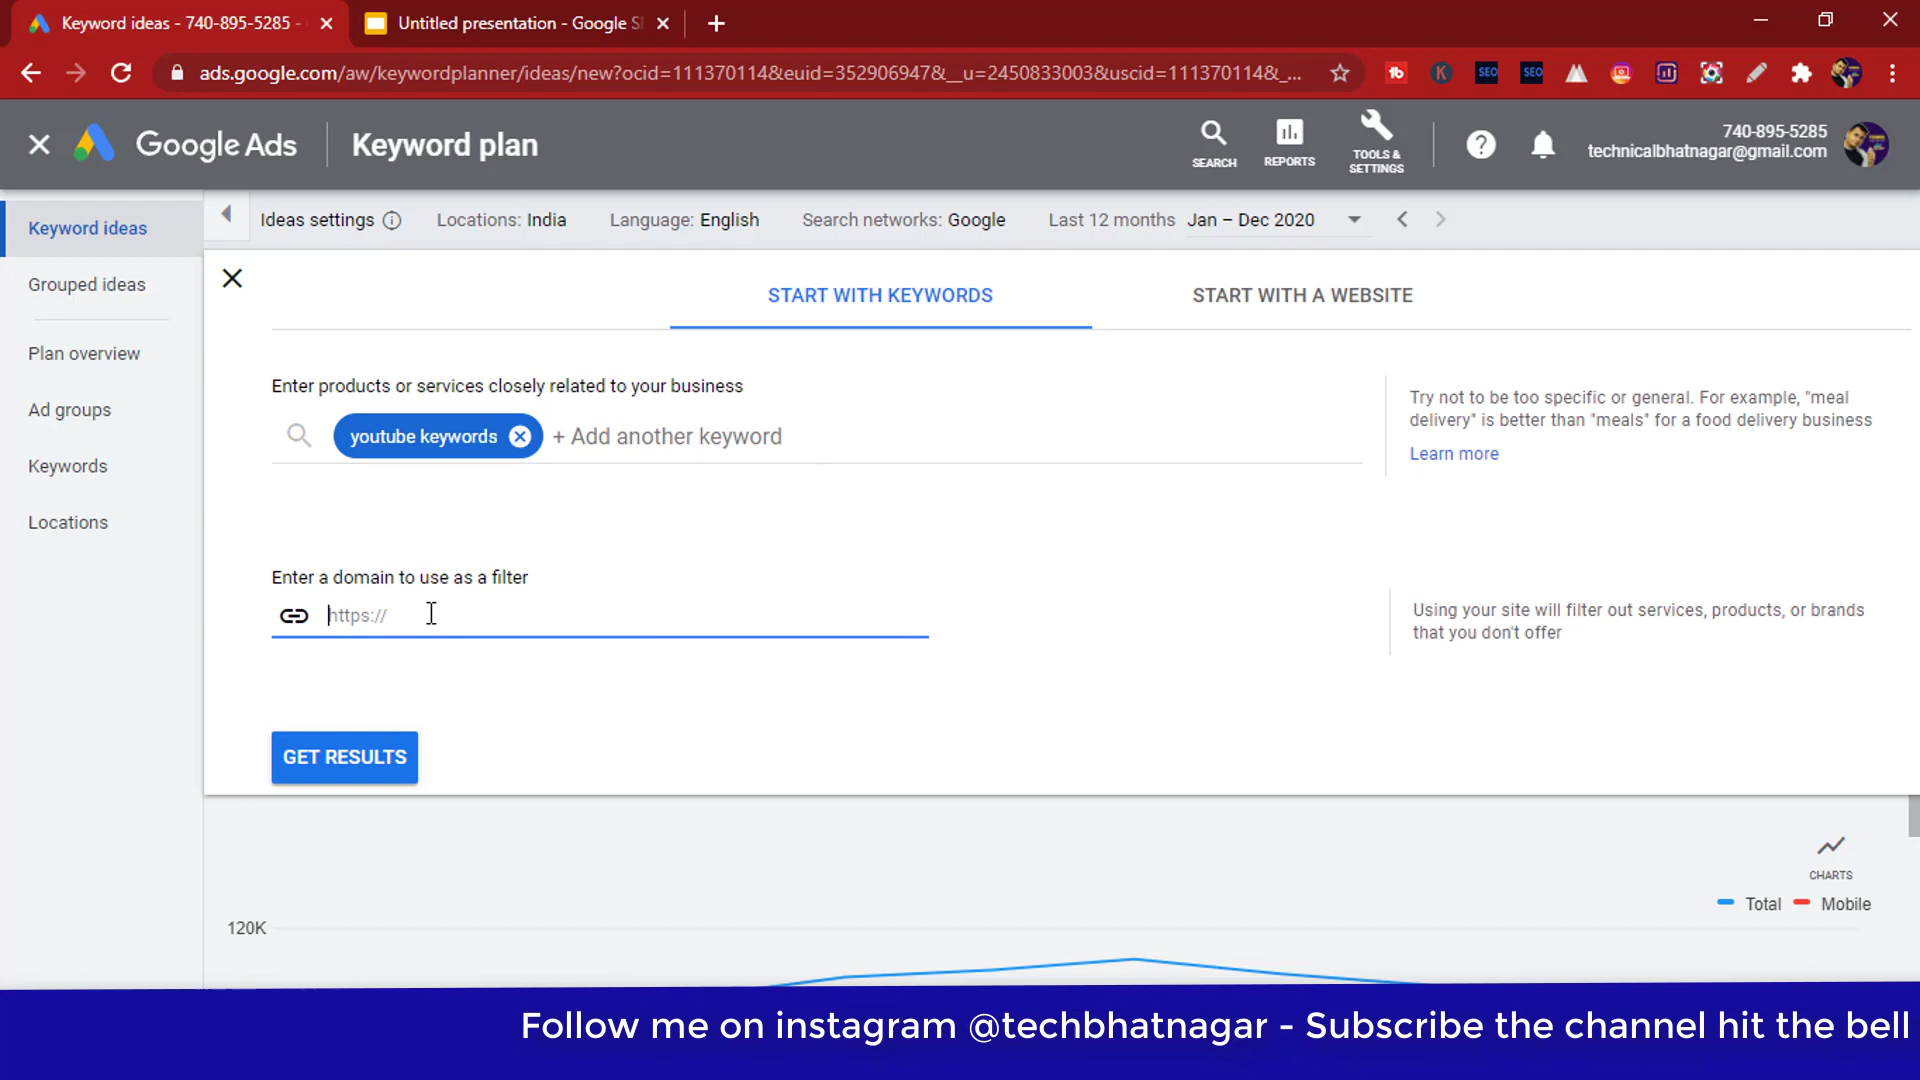 Keyword ideas - 740-895-5285 -
Untitled presentation - Google S
ads.google.com/aw/keywordplanner/ideas/new?ocid=111370114&euid=352906947&__u=2450833003&uscid=111370114&_...
tb
K
SEO
SEO
Google Ads
Keyword plan
SEARCH
REPORTS
TOOLS &
SETTINGS
740-895-5285
technicalbhatnagar@gmail.com
Keyword ideas
Grouped ideas
Plan overview
Ad groups
Keywords
Locations
Ideas settings
Locations: India
Language: English
Search networks: Google
Last 12 months
Jan – Dec 2020
START WITH KEYWORDS
START WITH A WEBSITE
Enter products or services closely related to your business
youtube keywords
+ Add another keyword
Try not to be too specific or general. For example, "meal
delivery" is better than "meals" for a food delivery business
Learn more
Enter a domain to use as a filter
https://
Using your site will filter out services, products, or brands
that you don't offer
GET RESULTS
CHARTS
Total
Mobile
120K
Follow me on instagram @techbhatnagar - Subscribe the channel hit the bell